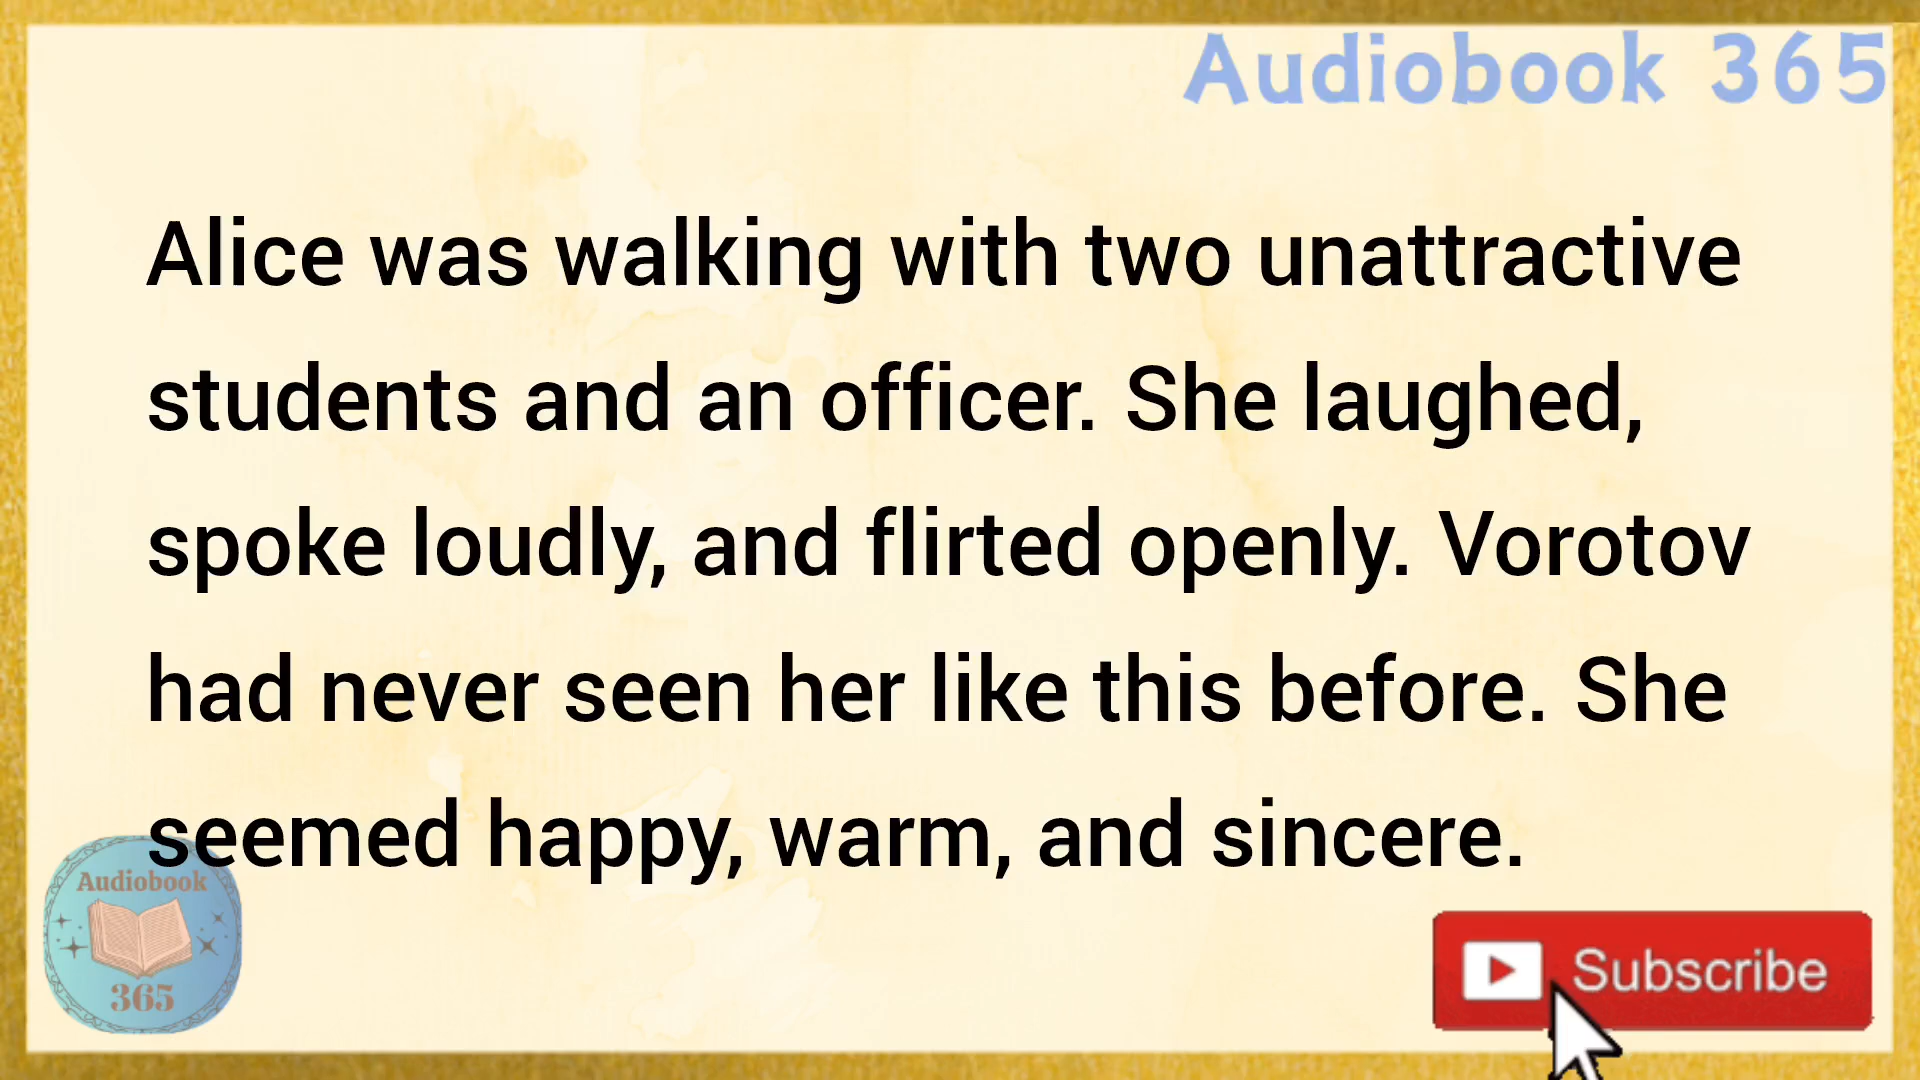 Audiobook 365
Alice was walking with two unattractive
students and an officer. She laughed,
spoke loudly, and flirted openly. Vorotov
had never seen her like this before. She
seemed happy, warm, and sincere.
Audiobook
365
Subscribe